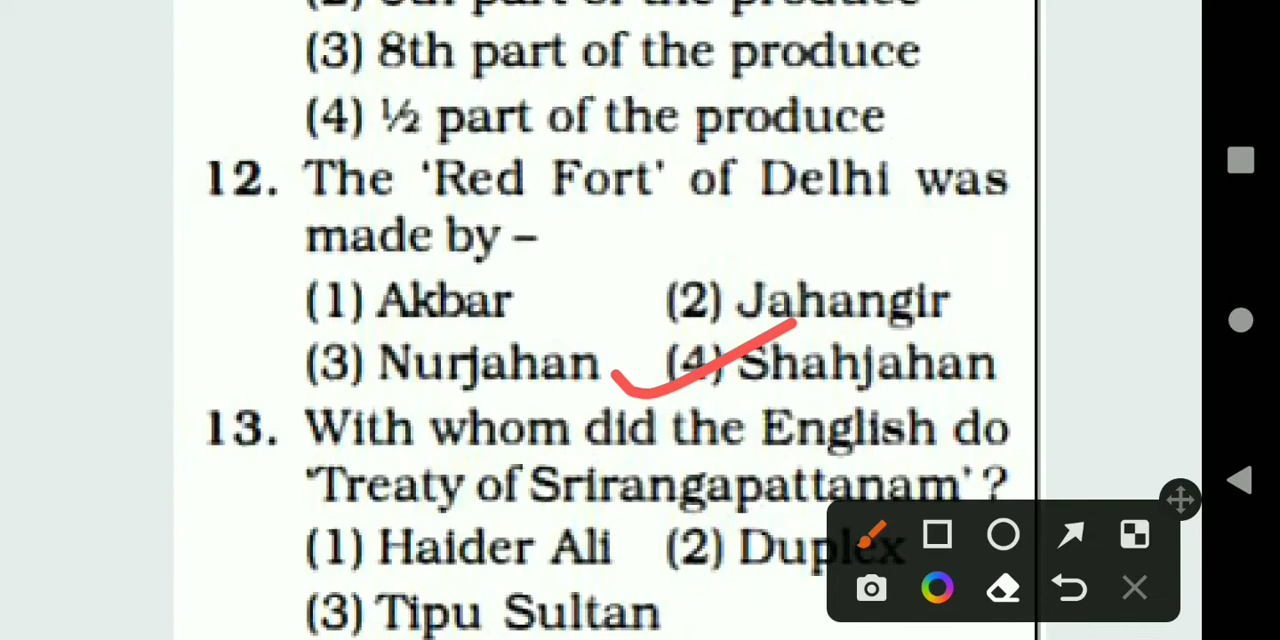 (3) 8th part of the produce
(4) ½ part of the produce
12. The ‘Red Fort’ of Delhi was
made by –
(1) Akbar (2) Jahangir
(3) Nurjahan (4) Shahjahan
13. With whom did the English do
‘Treaty of Srirangapattanam’ ?
(1) Haider Ali (2) Duplex
(3) Tipu Sultan